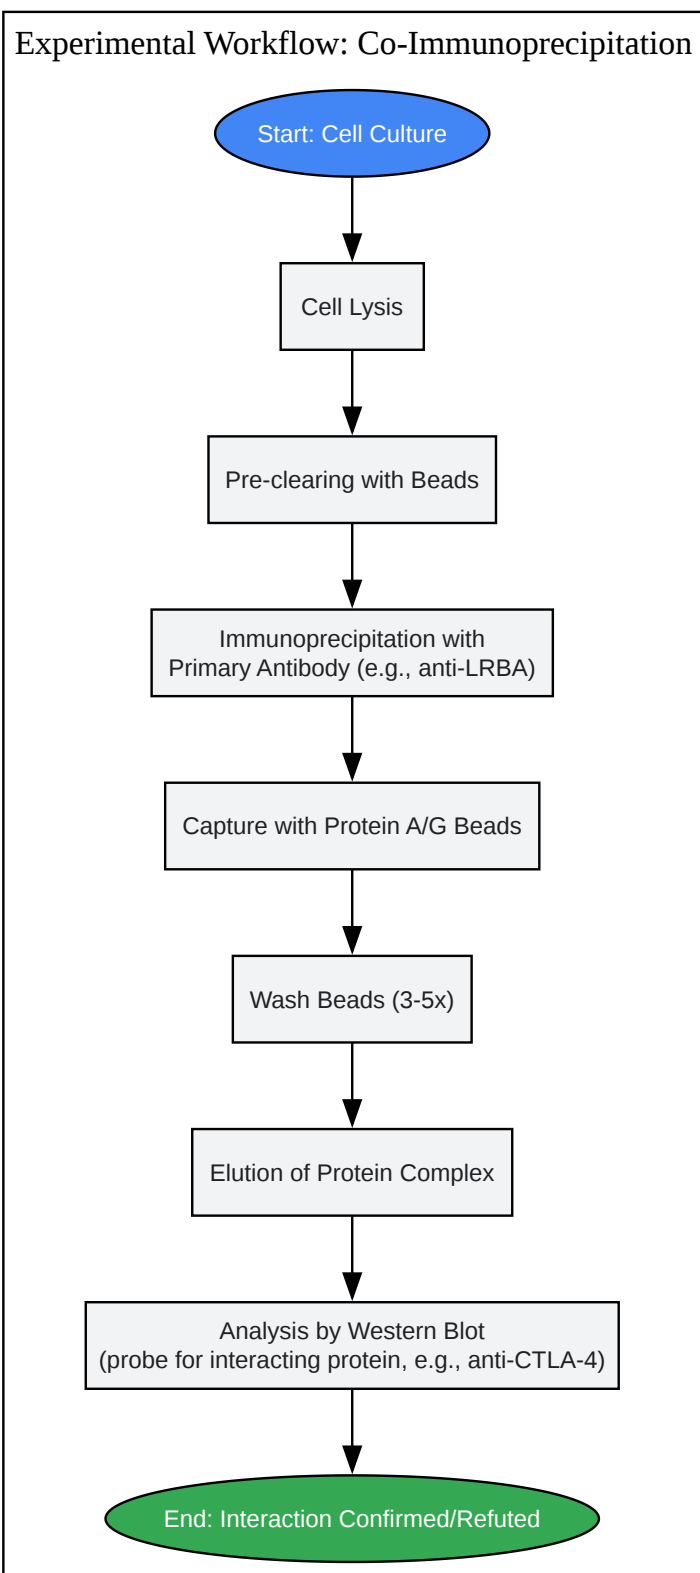 Experimental Workflow: Co-Immunoprecipitation
Start: Cell Culture
Cell Lysis
Pre-clearing with Beads
Immunoprecipitation with
Primary Antibody (e.g., anti-LRBA)
Capture with Protein A/G Beads
Wash Beads (3-5x)
Elution of Protein Complex
Analysis by Western Blot
(probe for interacting protein, e.g., anti-CTLA-4)
End: Interaction Confirmed/Refuted